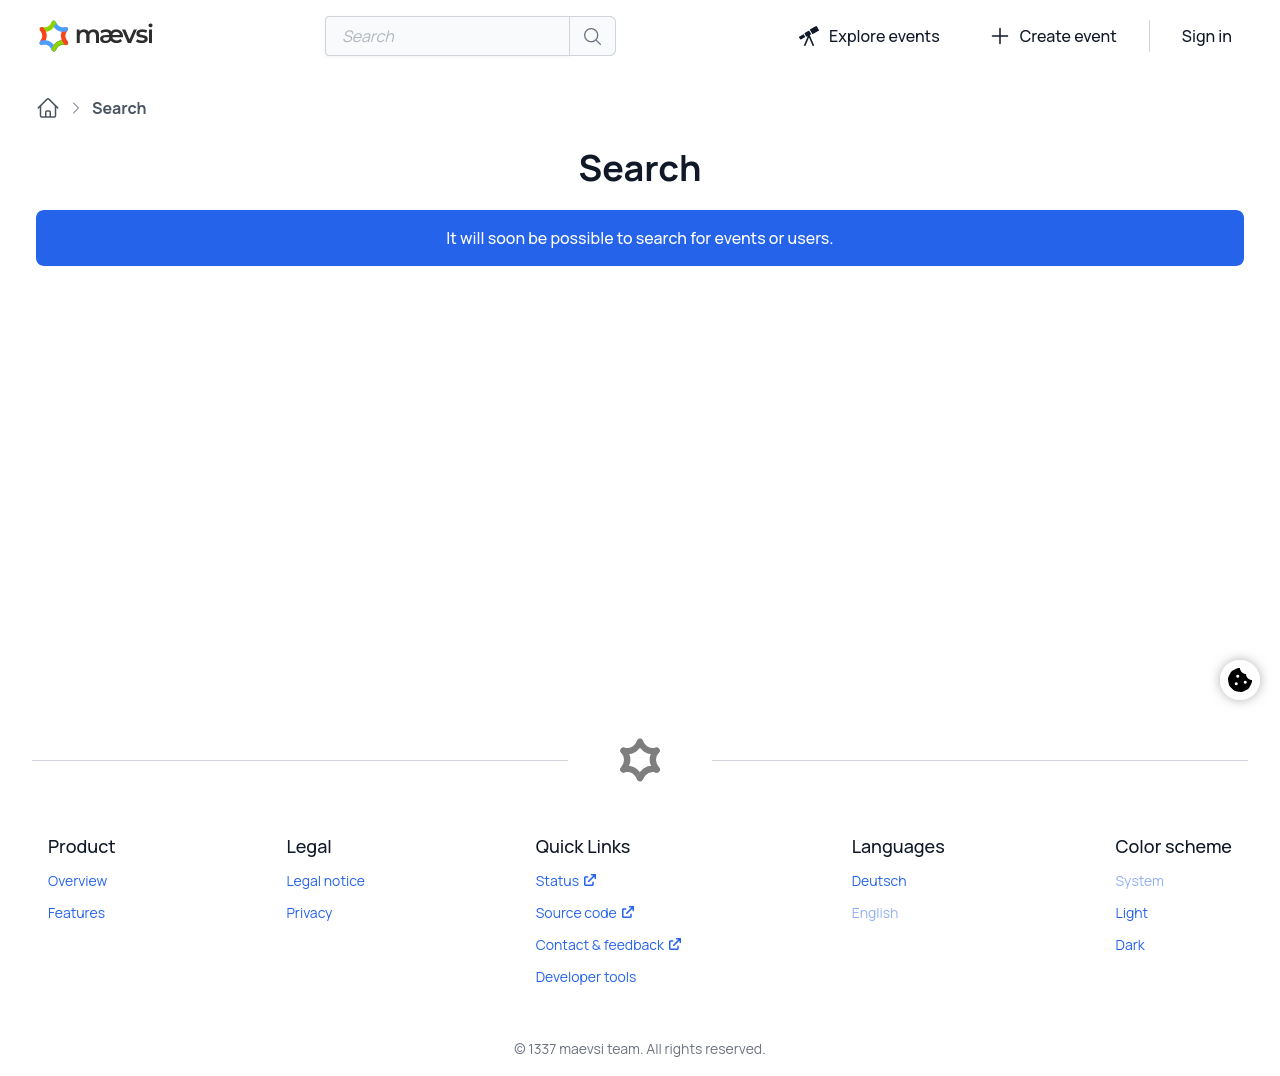 mævsi
Search
Explore events
Create event
Sign in
Search
Search
It will soon be possible to search for events or users.
Product
Overview
Features
Legal
Legal notice
Privacy
Quick Links
Status
Source code
Contact & feedback
Developer tools
Languages
Deutsch
English
Color scheme
System
Light
Dark
© 1337 maevsi team. All rights reserved.